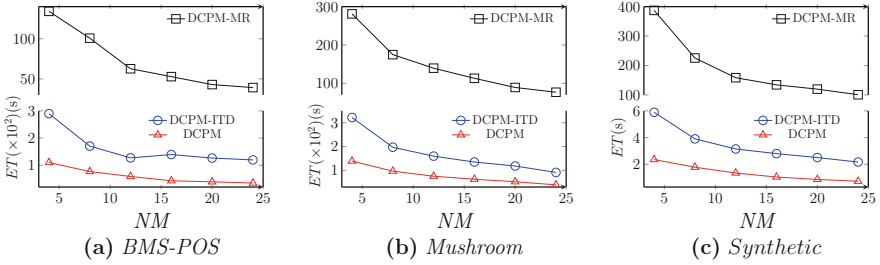 DCPM-MR
100
50
3
2
1
DCPM-ITD
DCPM
ET(×10²)(s)
5 10 15 20 25
NM
(a) BMS-POS
300
200
100
DCPM-MR
3
2
1
DCPM-ITD
DCPM
ET(×10²)(s)
5 10 15 20 25
NM
(b) Mushroom
400
300
200
100
DCPM-MR
6
4
2
DCPM-ITD
DCPM
ET(s)
5 10 15 20 25
NM
(c) Synthetic